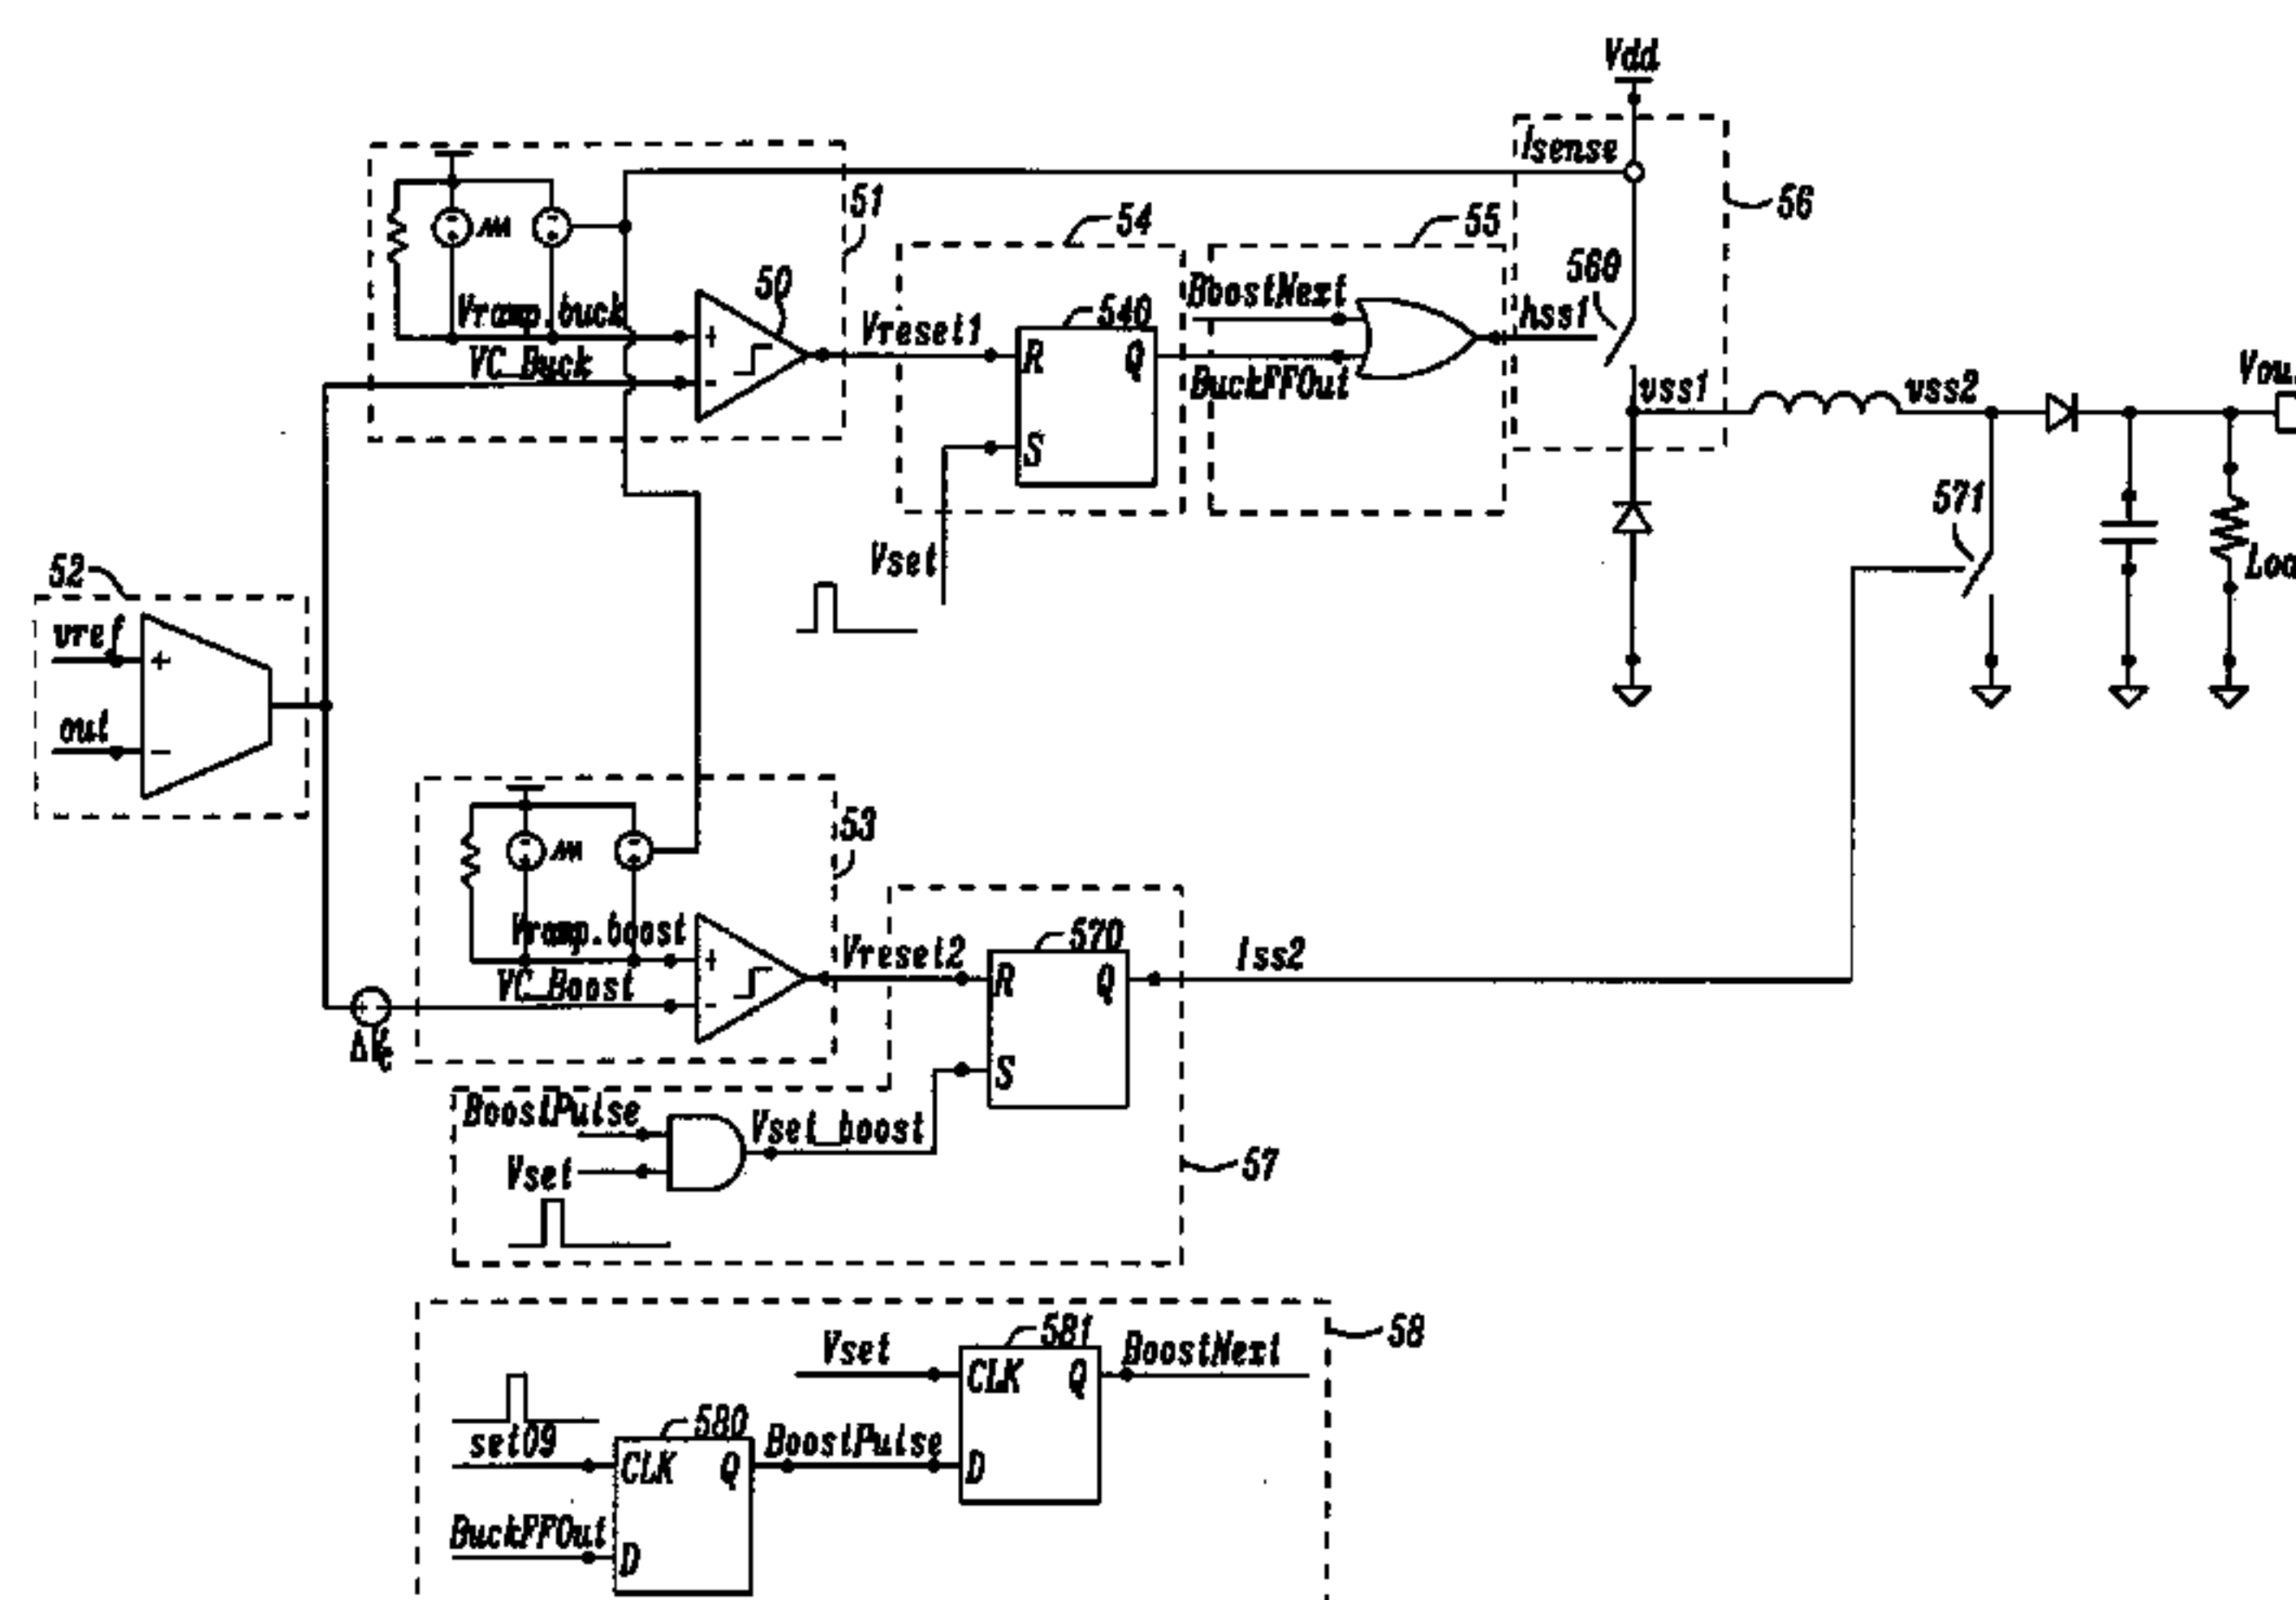 Vdd
Isense
51
54
55
56
50
560
Vramp.buck
VC_Buck
+
-
Vreset1
540
R
Q
S
BoostNext
BuckFFOut
hss1
vss1
vss2
Vset
571
52
vref
+
out
-
53
Vramp.boost
VC_Boost
+
-
Vreset2
570
R
Q
S
lss2
ΔVc
BoostPulse
Vset
Vset_boost
57
58
Vset
581
CLK
Q
D
BoostNext
set09
580
CLK
Q
D
BoostPulse
BuckFFOut